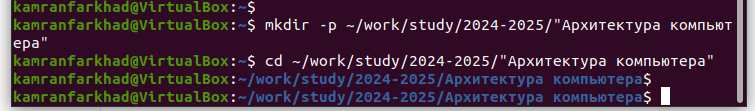 kamranfarkhad@VirtualBox:~$
kamranfarkhad@VirtualBox:~$ mkdir -p ~/work/study/2024-2025/"Архитектура компьют
ера"
kamranfarkhad@VirtualBox:~$ cd ~/work/study/2024-2025/"Архитектура компьютера"
kamranfarkhad@VirtualBox:~/work/study/2024-2025/Архитектура компьютера$
kamranfarkhad@VirtualBox:~/work/study/2024-2025/Архитектура компьютера$